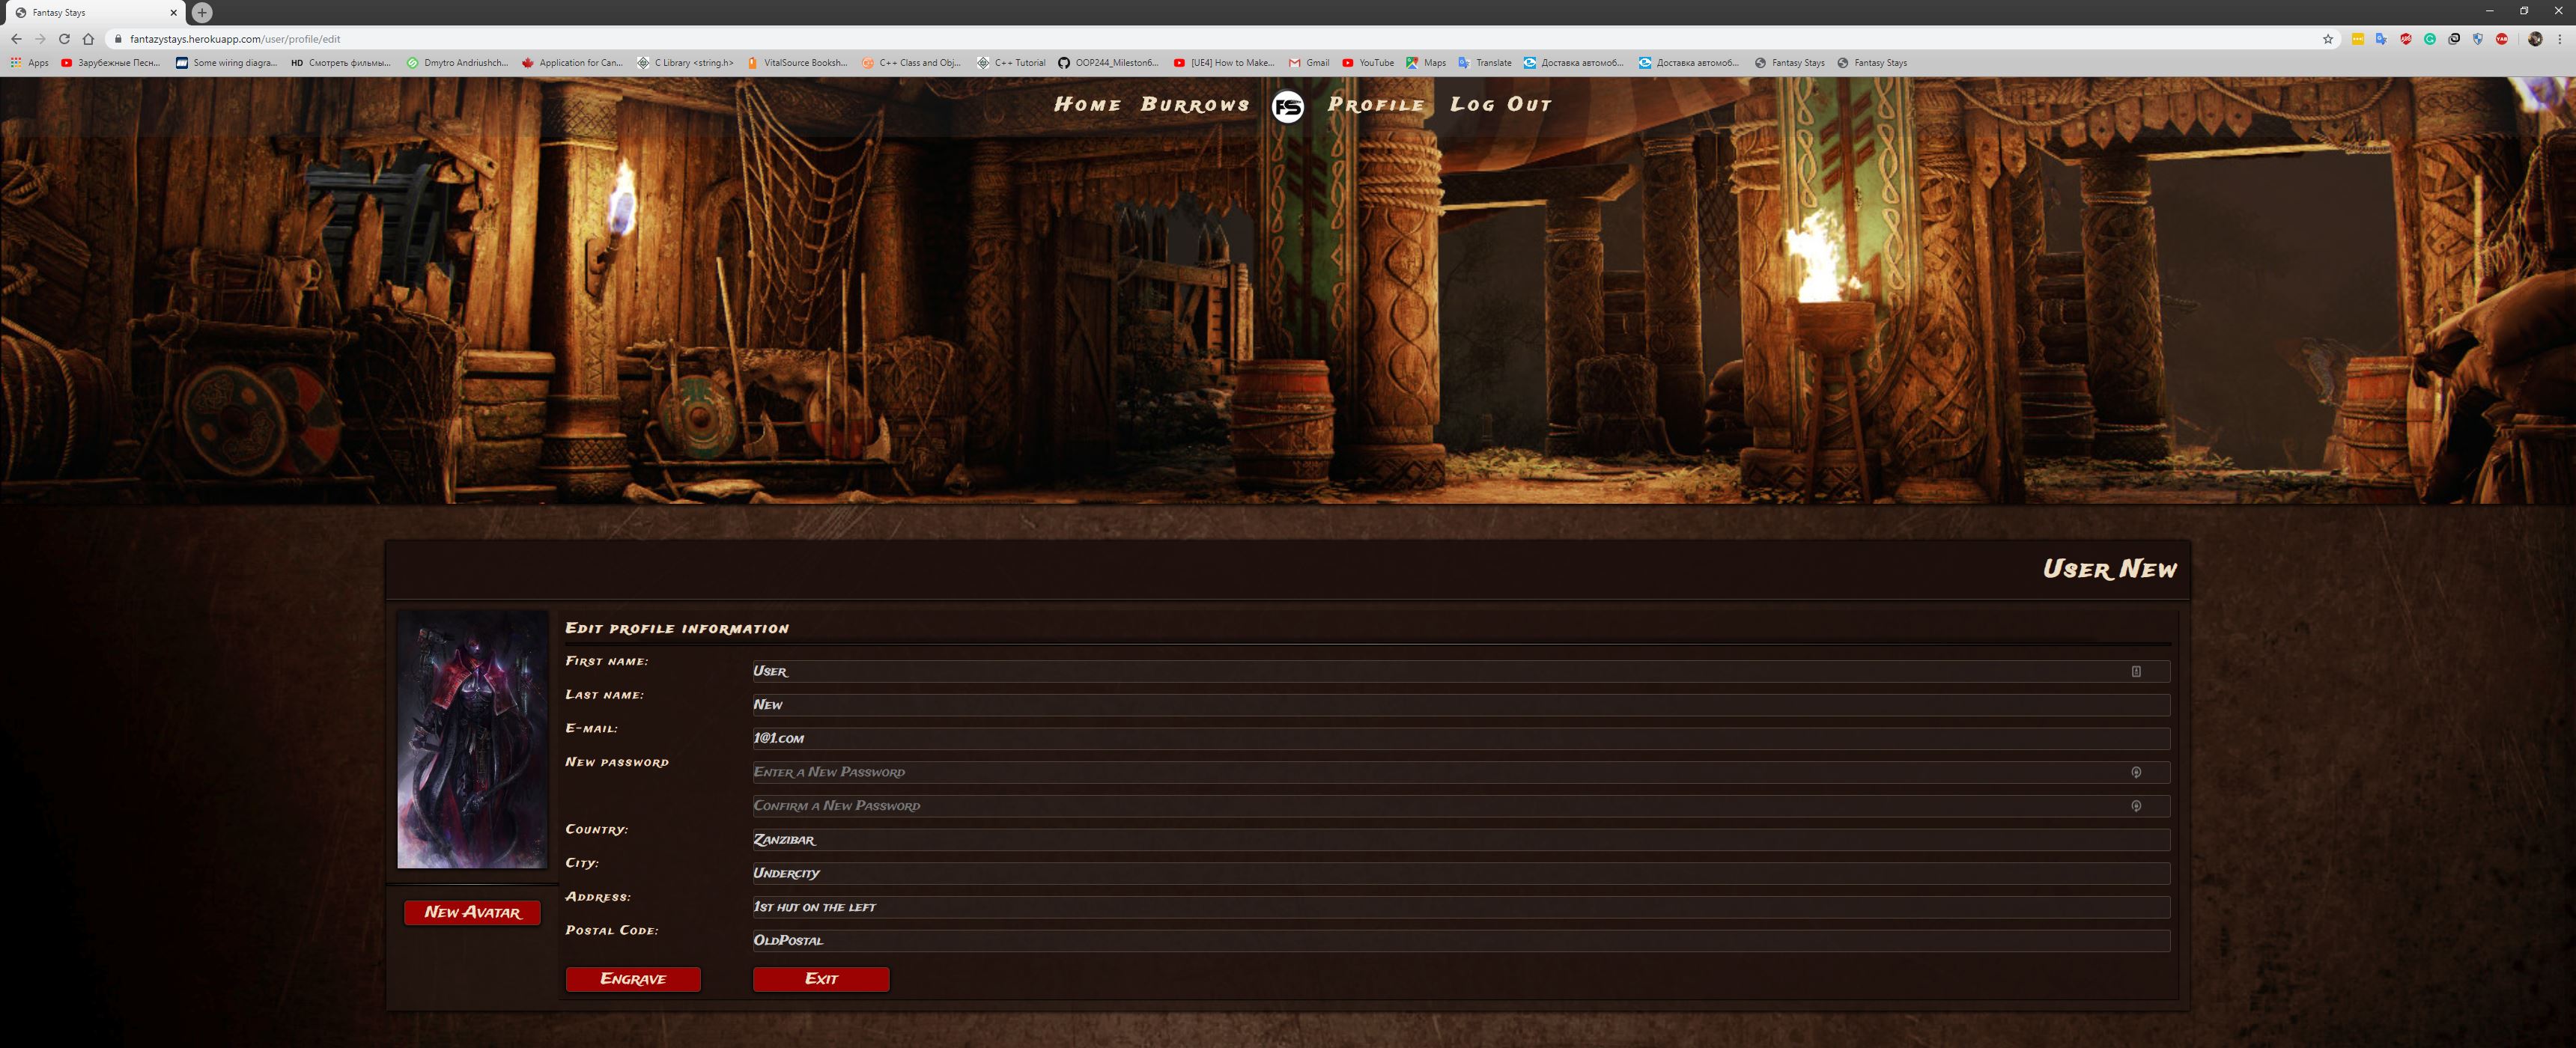 Fantasy Stays
fantazystays.herokuapp.com/user/profile/edit
Apps Зарубежные Песн... Some wiring diagra... HD Смотреть фильмы... Dmytro Andriushch... Application for Can... C Library <string.h> VitalSource Booksh... C++ Class and Obj... C++ Tutorial OOP244_Mileston6... [UE4] How to Make... Gmail YouTube Maps Translate Доставка автомоб... Доставка автомоб... Fantasy Stays Fantasy Stays
Home Burrows FS Profile Log Out
User New
Edit profile information
First name: User
Last name: New
E-mail: 1@1.com
New password Enter a New Password
Confirm a New Password
Country: Zanzibar
City: Undercity
Address: 1st hut on the left
Postal Code: OldPostal
New Avatar
Engrave Exit